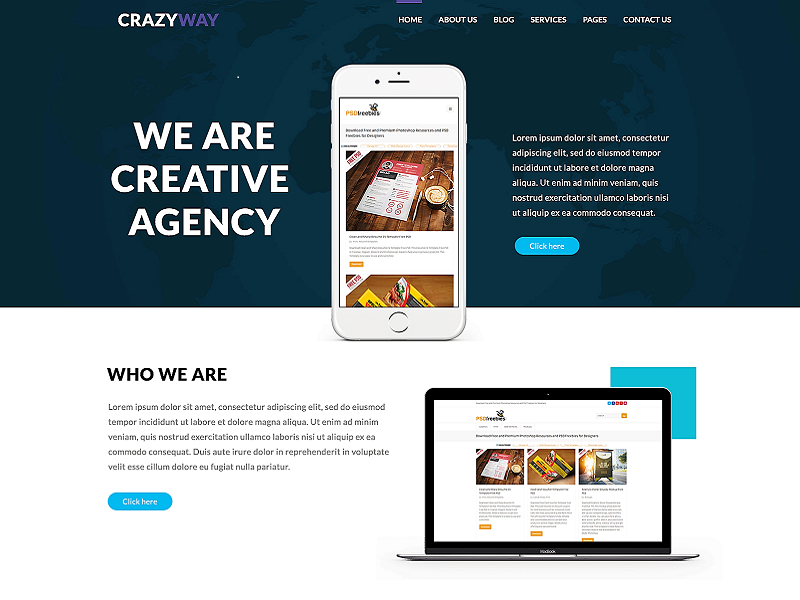 CRAZYWAY
HOME ABOUT US BLOG SERVICES PAGES CONTACT US
WE ARE
CREATIVE
AGENCY
PSDfreebies
Download Free and Premium Photoshop Resources and PSD
Freebies for Designers
FREE PSD
FREE PSD
Lorem ipsum dolor sit amet, consectetur
adipiscing elit, sed do eiusmod tempor
incididunt ut labore et dolore magna
aliqua. Ut enim ad minim veniam, quis
nostrud exercitation ullamco laboris nisi
ut aliquip ex ea commodo consequat.
Click here
WHO WE ARE
Lorem ipsum dolor sit amet, consectetur adipiscing elit, sed do eiusmod
tempor incididunt ut labore et dolore magna aliqua. Ut enim ad minim veniam,
quis nostrud exercitation ullamco laboris nisi ut aliquip ex ea
commodo consequat. Duis aute irure dolor in reprehenderit in voluptate
velit esse cillum dolore eu fugiat nulla pariatur.
Click here
PSDfreebies
Download Free and Premium Photoshop Resources and PSD Freebies for Designers
MacBook